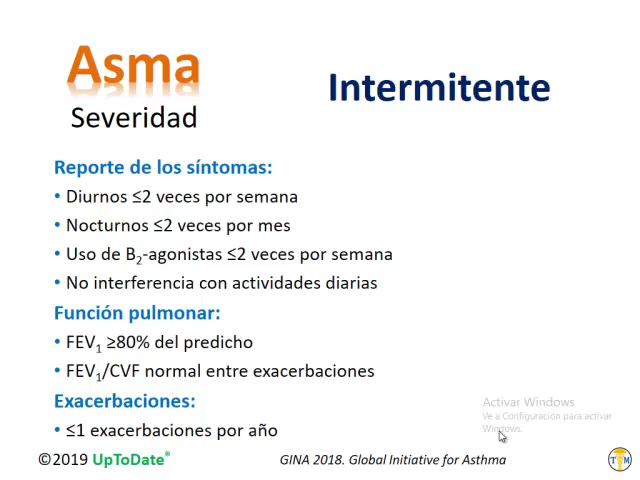 Asma
Intermitente
Severidad
Reporte de los síntomas:
• Diurnos ≤2 veces por semana
• Nocturnos ≤2 veces por mes
• Uso de B2-agonistas ≤2 veces por semana
• No interferencia con actividades diarias
Función pulmonar:
• FEV1 ≥80% del predicho
• FEV1/CVF normal entre exacerbaciones
Exacerbaciones:
• ≤1 exacerbaciones por año
Activar Windows
Ve a Configuración para activar
Windows.
©2019 UpToDate®
GINA 2018. Global Initiative for Asthma
T M